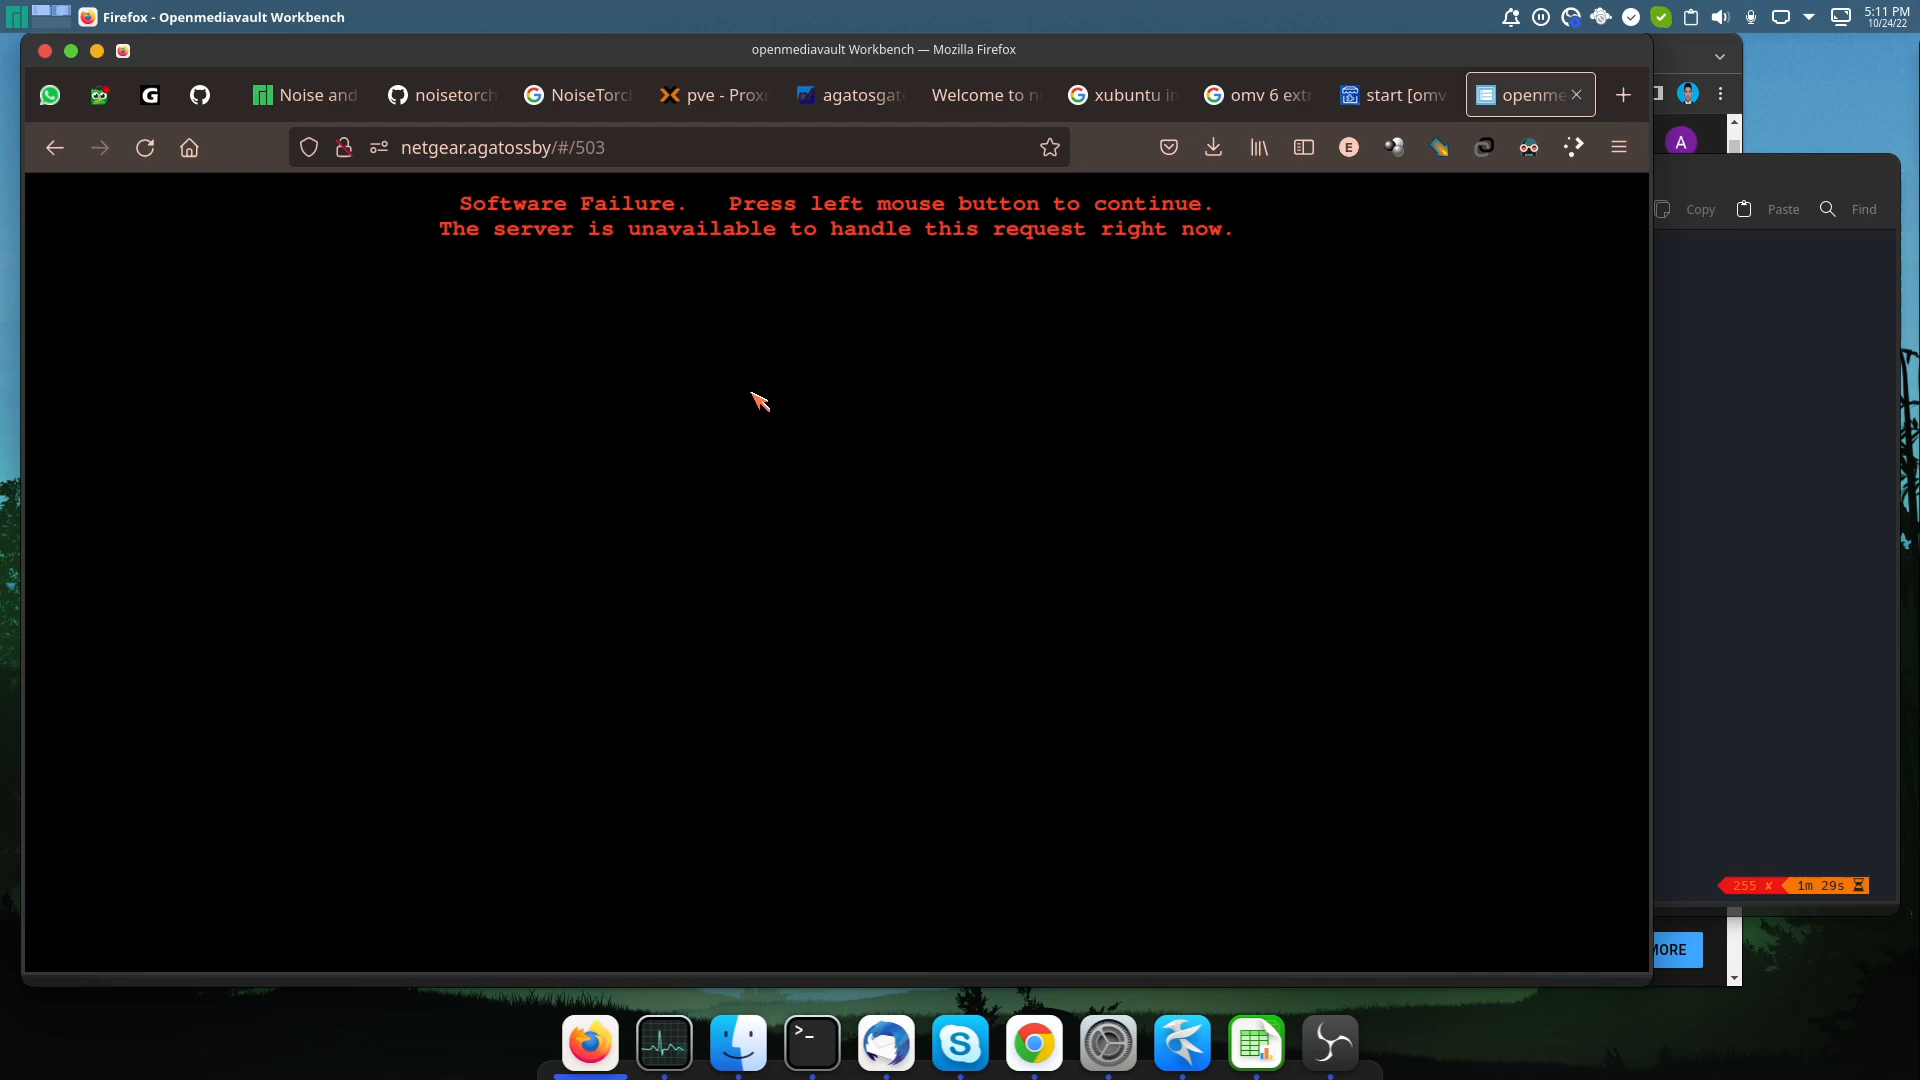 Firefox - Openmediavault Workbench
5:11 PM
10/24/22
openmediavault Workbench — Mozilla Firefox
G Noise and noisetorch NoiseTorch pve - Prox agatosgat Welcome to n xubuntu in omv 6 ext start [omv- openme
netgear.agatossby/#/503
E
A
Software Failure. Press left mouse button to continue.
The server is unavailable to handle this request right now.
Copy Paste Find
255 ✘ 1m 29s
MORE